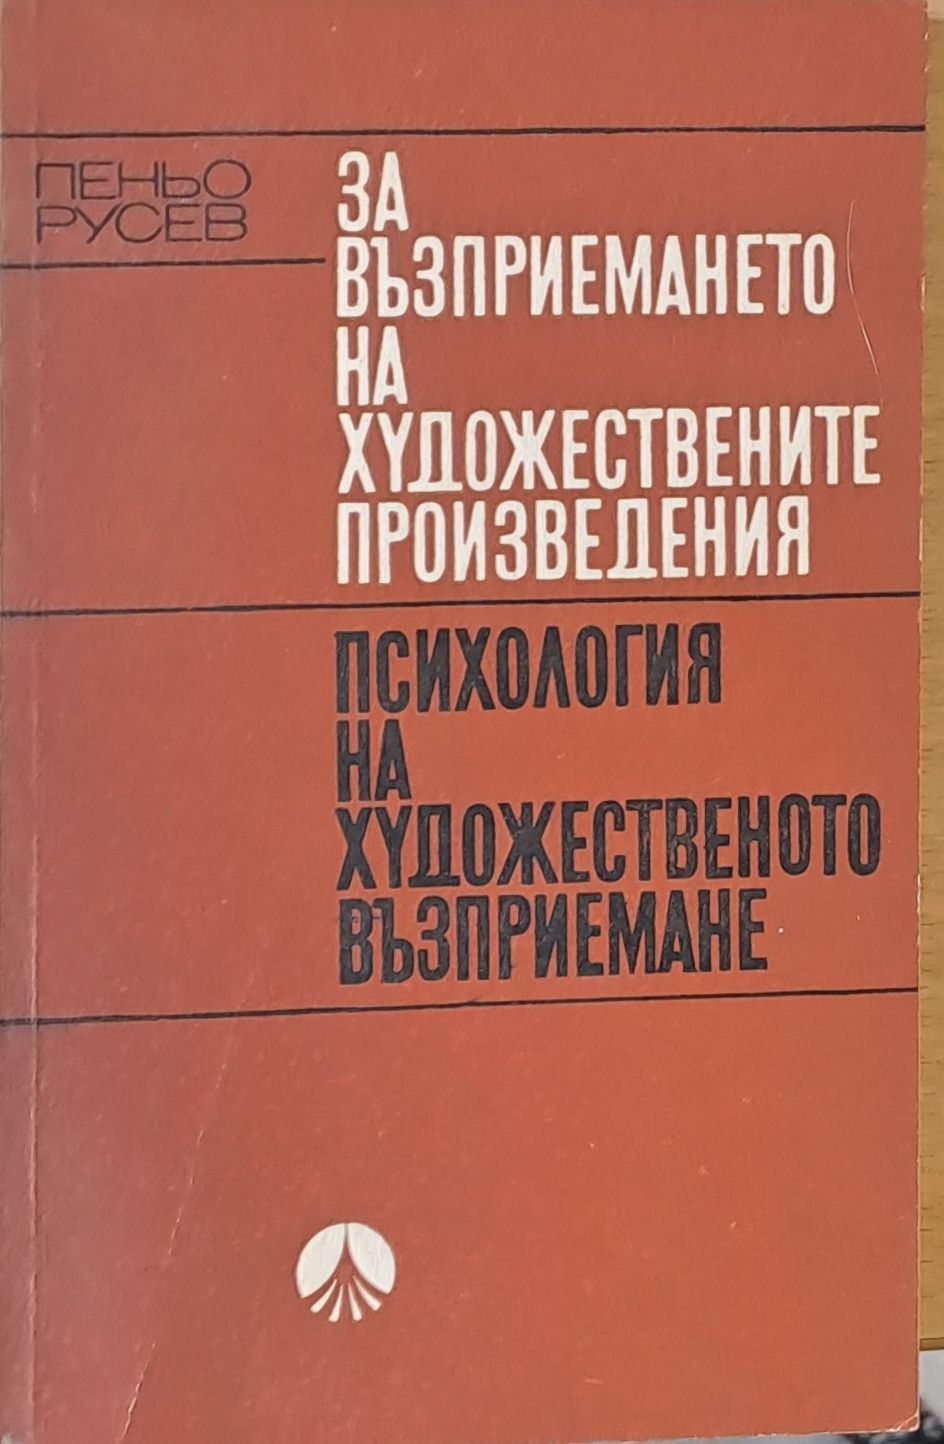 ПЕНЬО
РУСЕВ
ЗА
ВЪЗПРИЕМАНЕТО
НА
ХУДОЖЕСТВЕНИТЕ
ПРОИЗВЕДЕНИЯ
ПСИХОЛОГИЯ
НА
ХУДОЖЕСТВЕНОТО
ВЪЗПРИЕМАНЕ